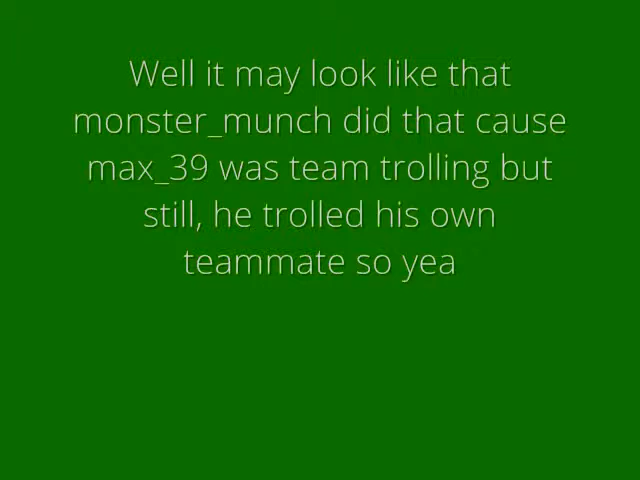 Well it may look like that
monster_munch did that cause
max_39 was team trolling but
still, he trolled his own
teammate so yea